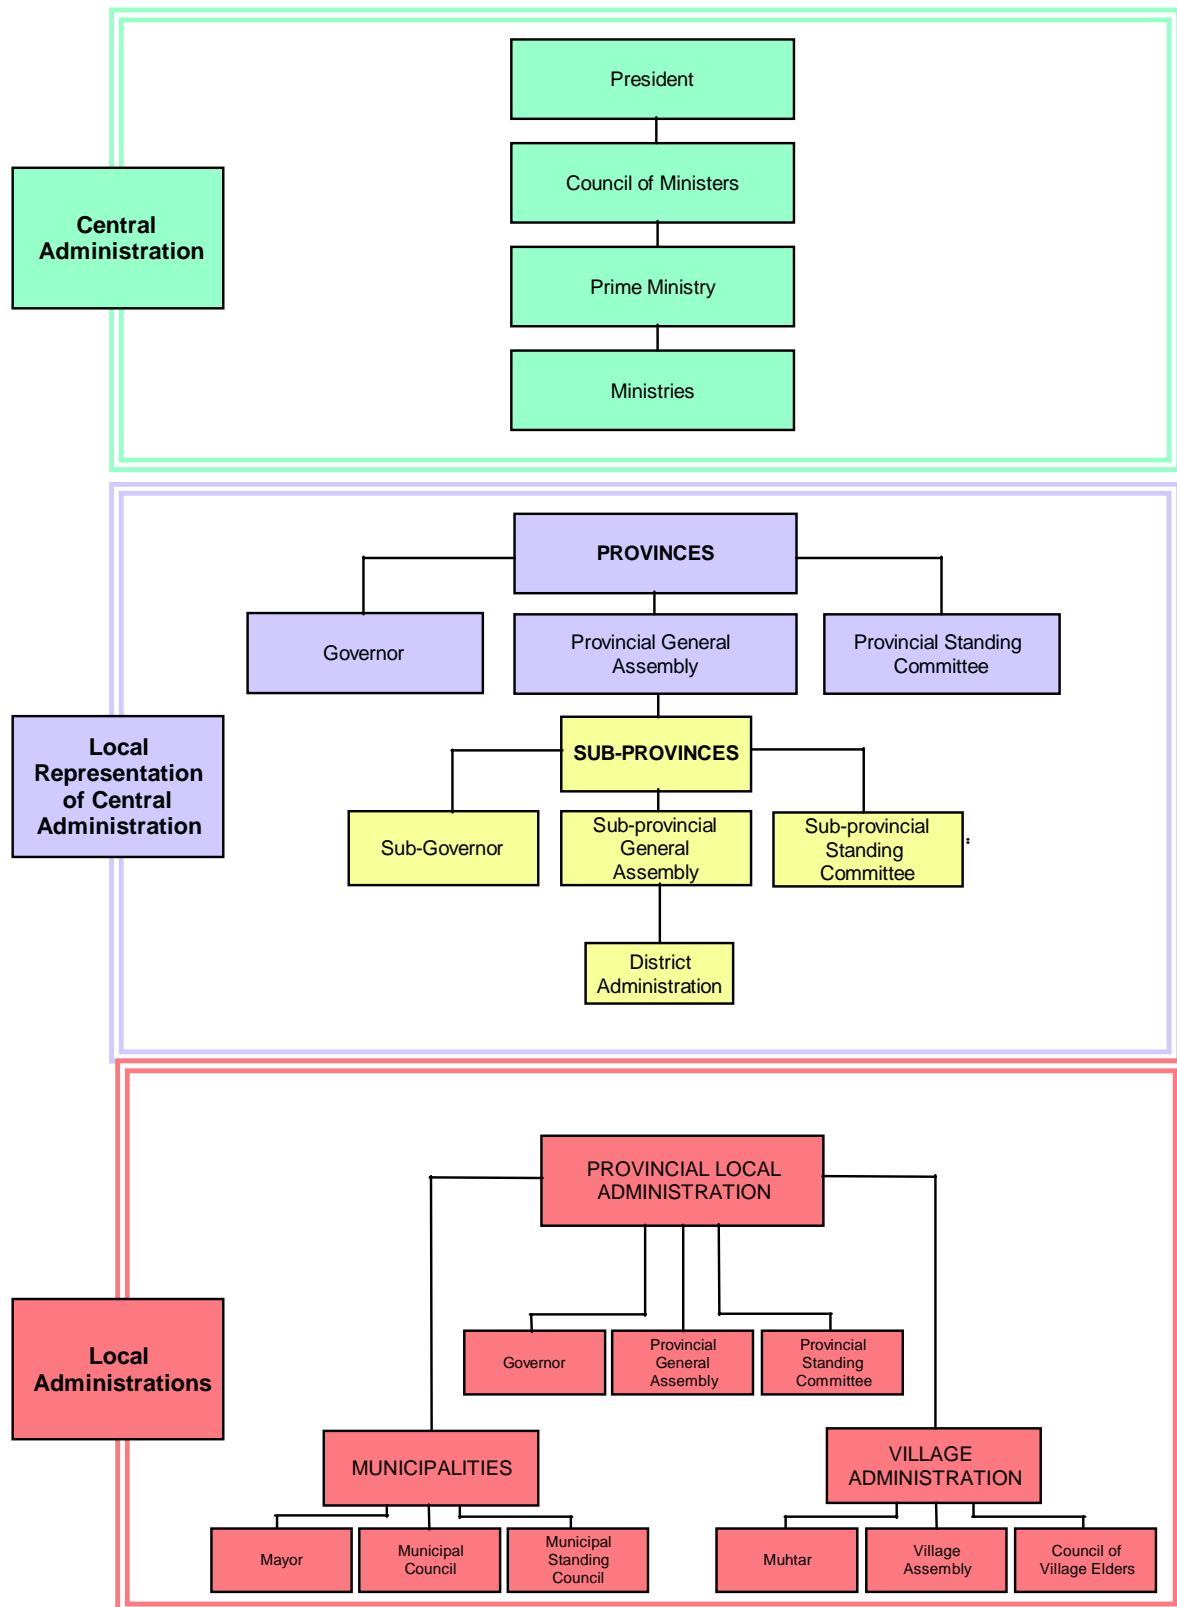 President
Council of Ministers
Central
Administration
Prime Ministry
Ministries
PROVINCES
Governor
Provincial General
Assembly
Provincial Standing
Committee
Local
Representation
of Central
Administration
SUB-PROVINCES
Sub-Governor
Sub-provincial
General
Assembly
Sub-provincial
Standing
Committee
District
Administration
PROVINCIAL LOCAL
ADMINISTRATION
Local
Administrations
Governor
Provincial
General
Assembly
Provincial
Standing
Committee
MUNICIPALITIES
VILLAGE
ADMINISTRATION
Mayor
Municipal
Council
Municipal
Standing
Council
Muhtar
Village
Assembly
Council of
Village Elders